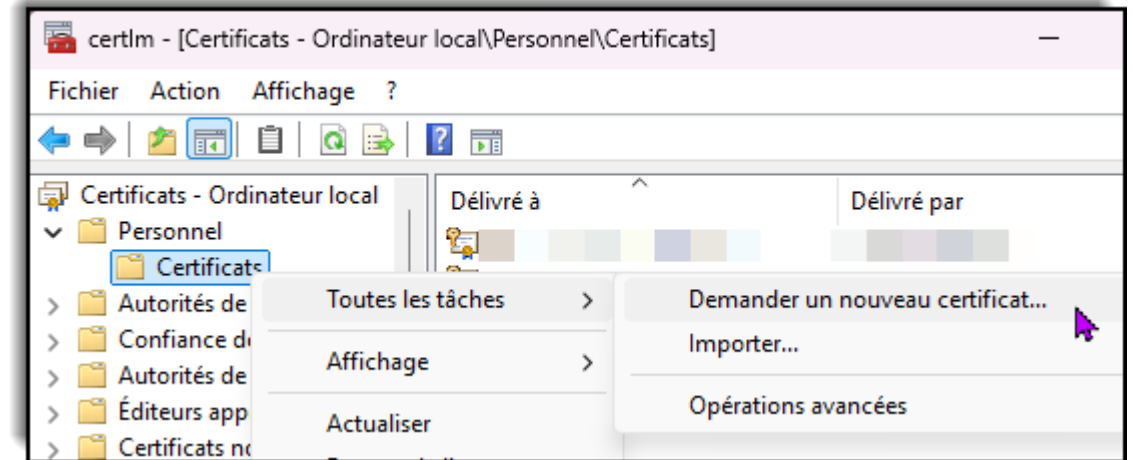 certlm - [Certificats - Ordinateur local\Personnel\Certificats]
Fichier Action Affichage ?
Certificats - Ordinateur local
Délivré à Délivré par
Personnel
Certificats
Toutes les tâches Demander un nouveau certificat...
Autorités de
Confiance
Importer...
Affichage
Autorités de
Éditeurs app
Opérations avancées
Actualiser
Certificats